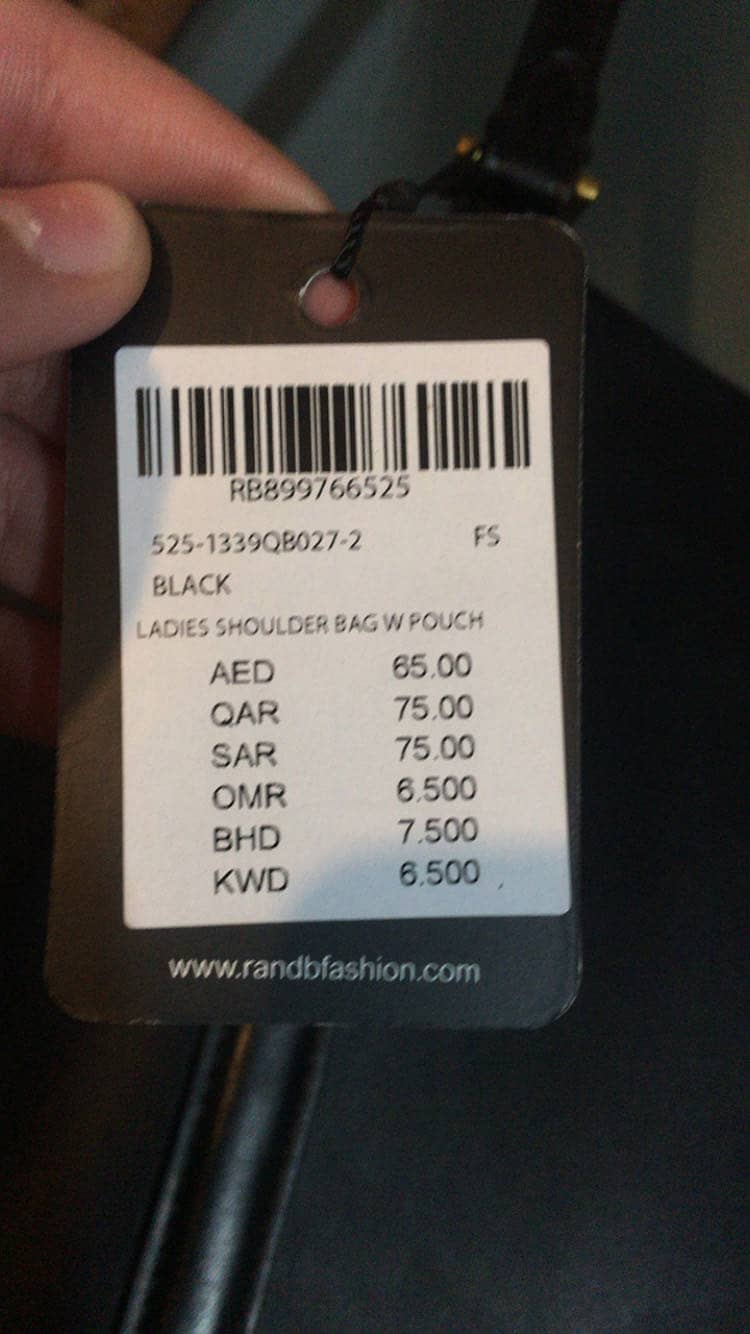 RB899766525
525-1339QB027-2 FS
BLACK
LADIES SHOULDER BAG W POUCH
AED 65.00
QAR 75.00
SAR 75.00
OMR 6.500
BHD 7.500
KWD 6.500
www.randbfashion.com